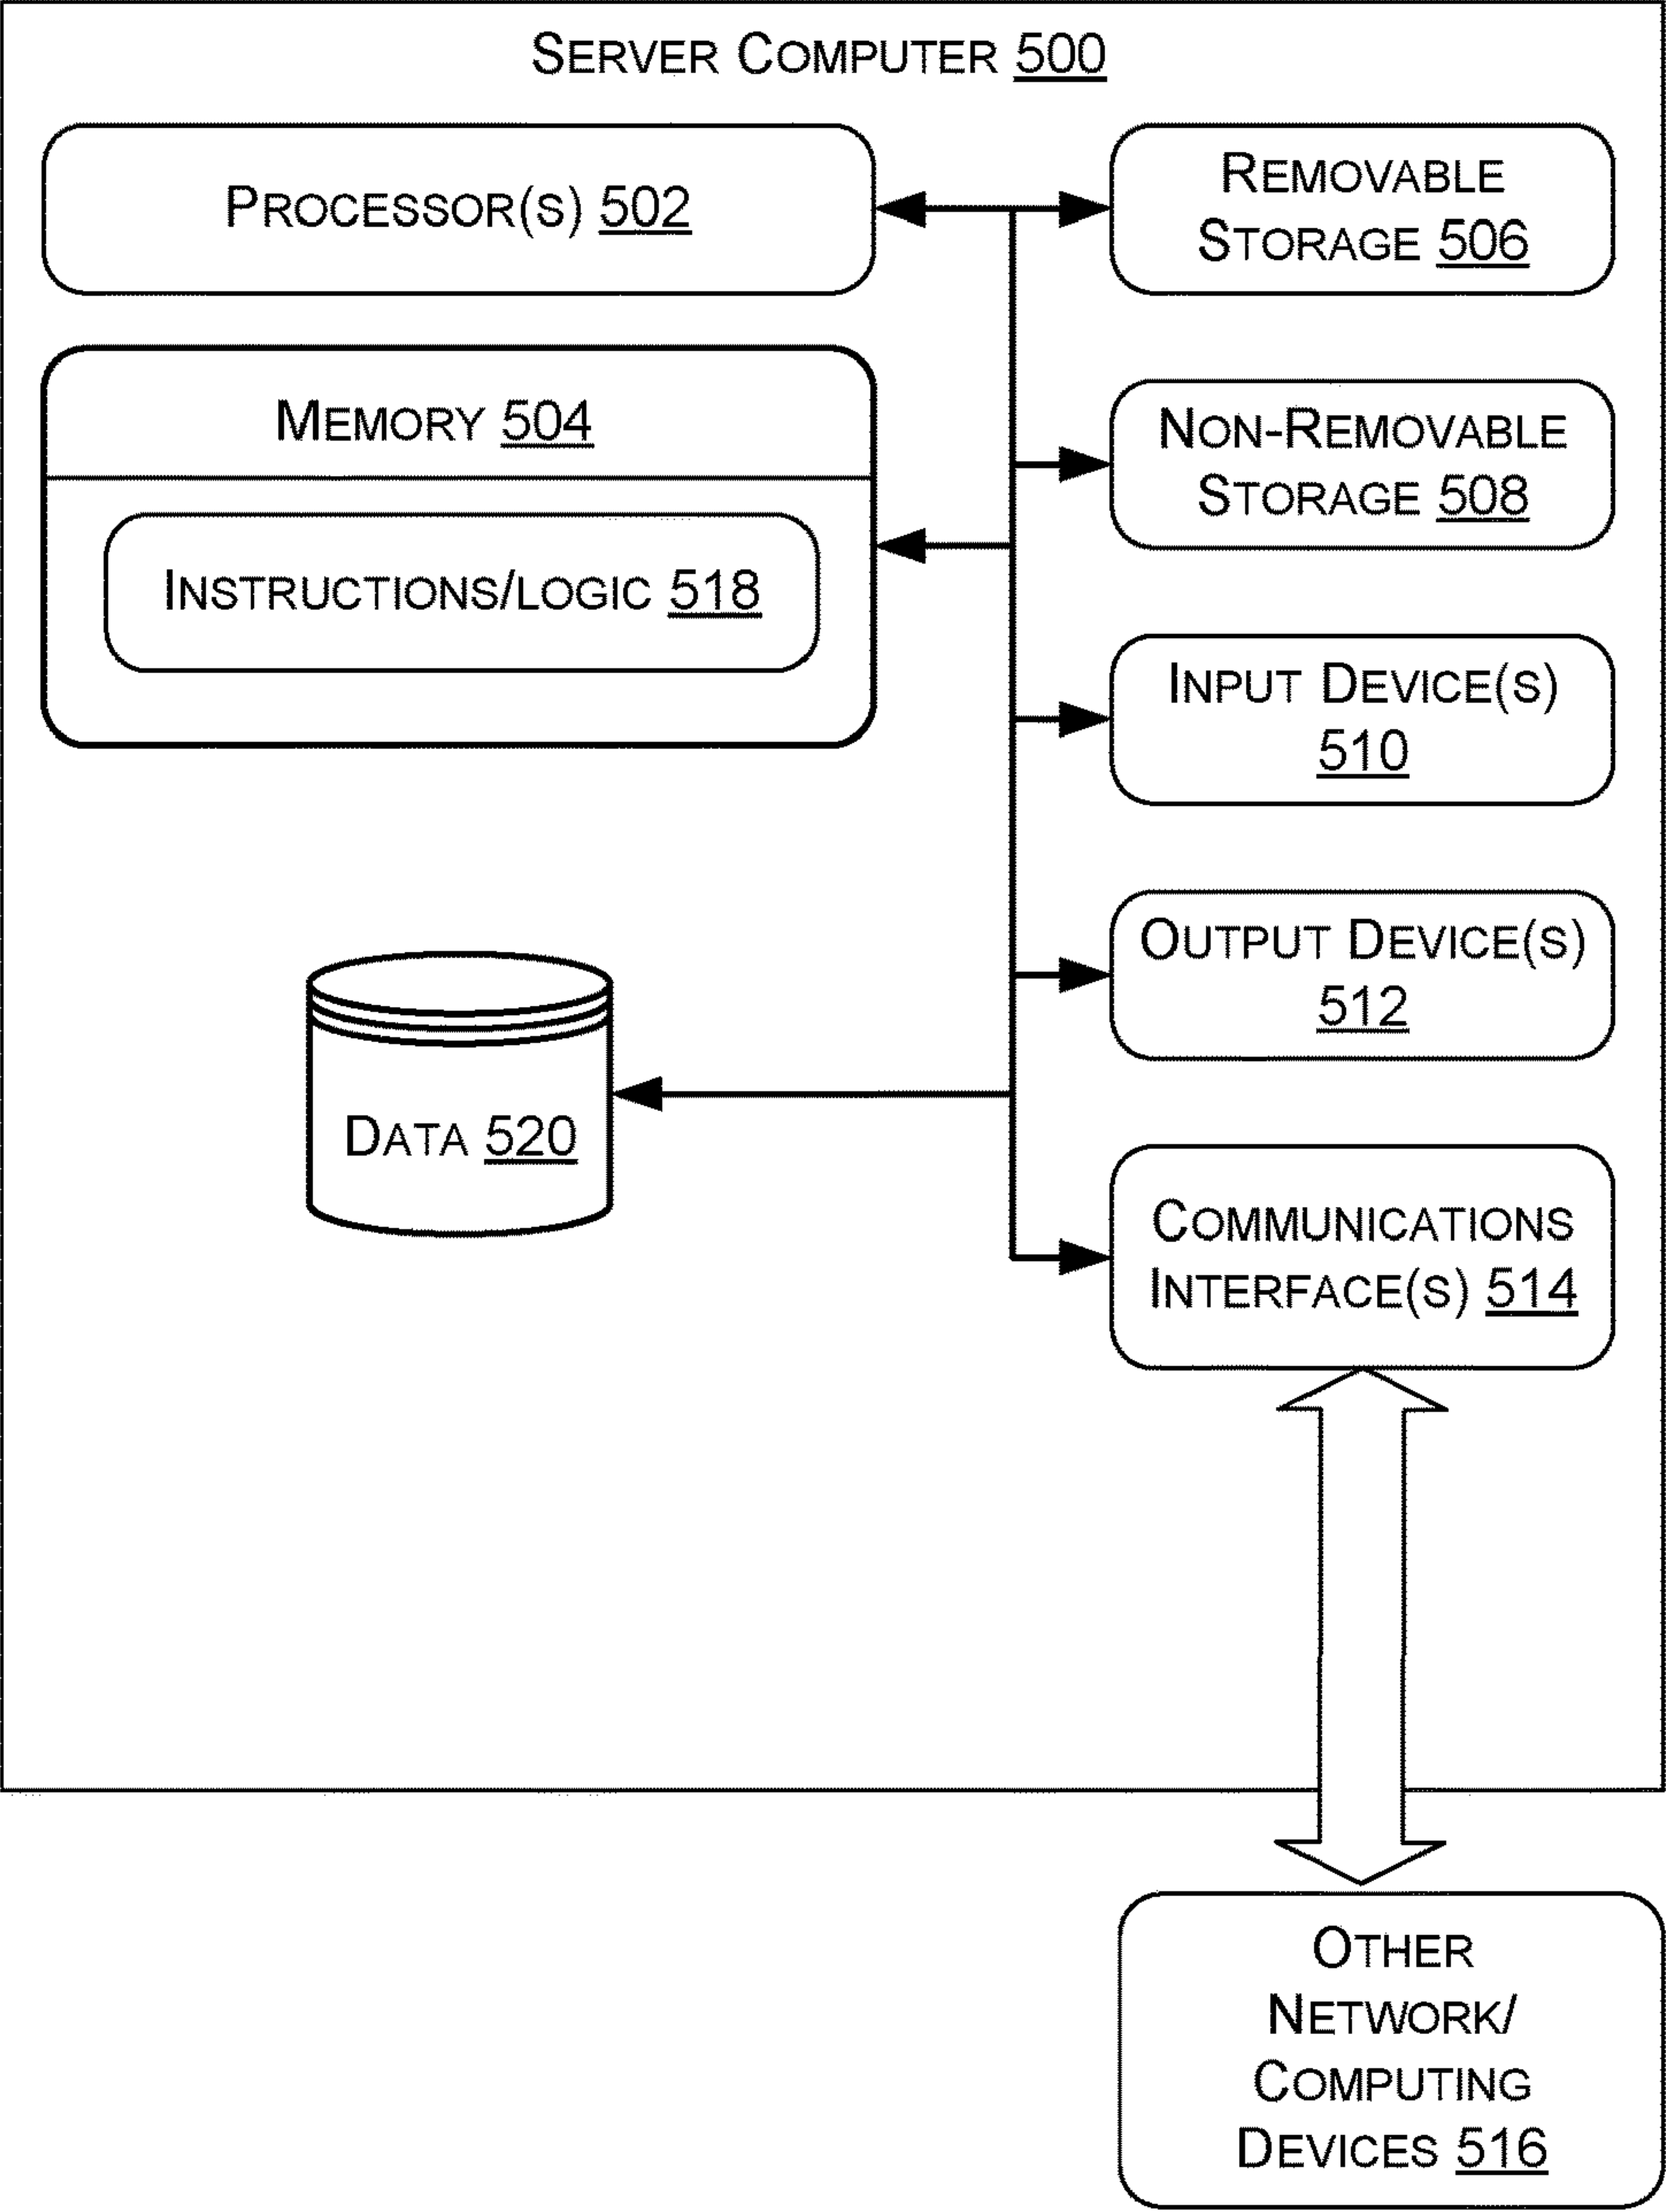 SERVER COMPUTER 500
PROCESSOR(S) 502
MEMORY 504
INSTRUCTIONS/LOGIC 518
DATA 520
REMOVABLE
STORAGE 506
NON-REMOVABLE
STORAGE 508
INPUT DEVICE(S)
510
OUTPUT DEVICE(S)
512
COMMUNICATIONS
INTERFACE(S) 514
OTHER
NETWORK/
COMPUTING
DEVICES 516